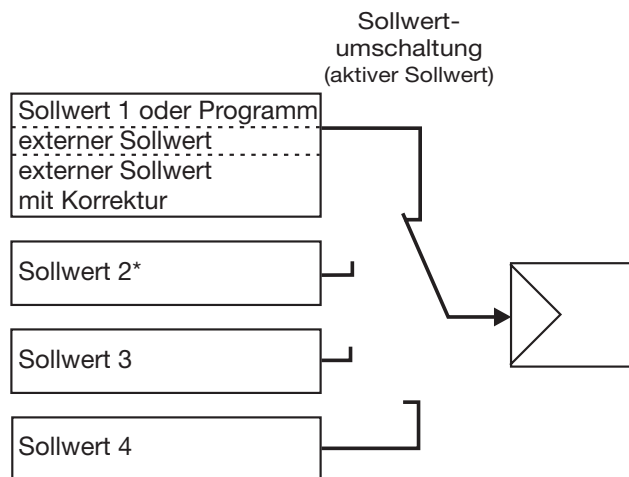 Sollwert-
umschaltung
(aktiver Sollwert)
Sollwert 1 oder Programm
externer Sollwert
externer Sollwert
mit Korrektur
Sollwert 2*
Sollwert 3
Sollwert 4